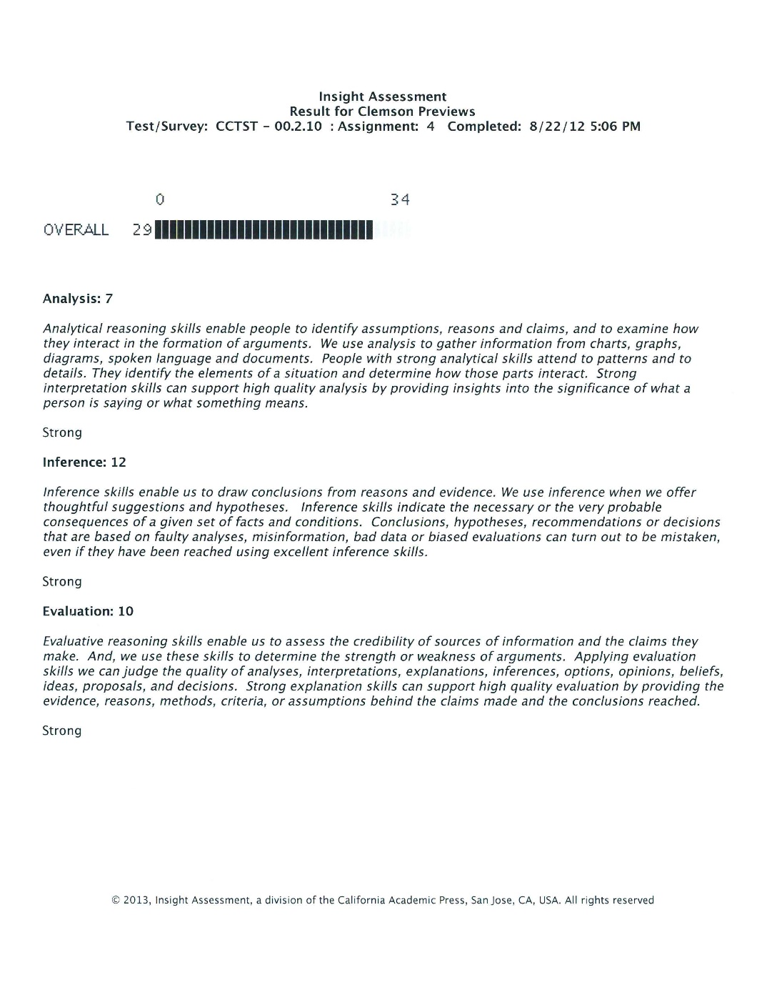 Insight Assessment
Result for Clemson Previews
Test/Survey: CCTST – 00.2.10 : Assignment: 4 Completed: 8/22/12 5:06 PM
0 34
OVERALL 29
Analysis: 7
Analytical reasoning skills enable people to identify assumptions, reasons and claims, and to examine how
they interact in the formation of arguments. We use analysis to gather information from charts, graphs,
diagrams, spoken language and documents. People with strong analytical skills attend to patterns and to
details. They identify the elements of a situation and determine how those parts interact. Strong
interpretation skills can support high quality analysis by providing insights into the significance of what a
person is saying or what something means.
Strong
Inference: 12
Inference skills enable us to draw conclusions from reasons and evidence. We use inference when we offer
thoughtful suggestions and hypotheses. Inference skills indicate the necessary or the very probable
consequences of a given set of facts and conditions. Conclusions, hypotheses, recommendations or decisions
that are based on faulty analyses, misinformation, bad data or biased evaluations can turn out to be mistaken,
even if they have been reached using excellent inference skills.
Strong
Evaluation: 10
Evaluative reasoning skills enable us to assess the credibility of sources of information and the claims they
make. And, we use these skills to determine the strength or weakness of arguments. Applying evaluation
skills we can judge the quality of analyses, interpretations, explanations, inferences, options, opinions, beliefs,
ideas, proposals, and decisions. Strong explanation skills can support high quality evaluation by providing the
evidence, reasons, methods, criteria, or assumptions behind the claims made and the conclusions reached.
Strong
© 2013, Insight Assessment, a division of the California Academic Press, San Jose, CA, USA. All rights reserved